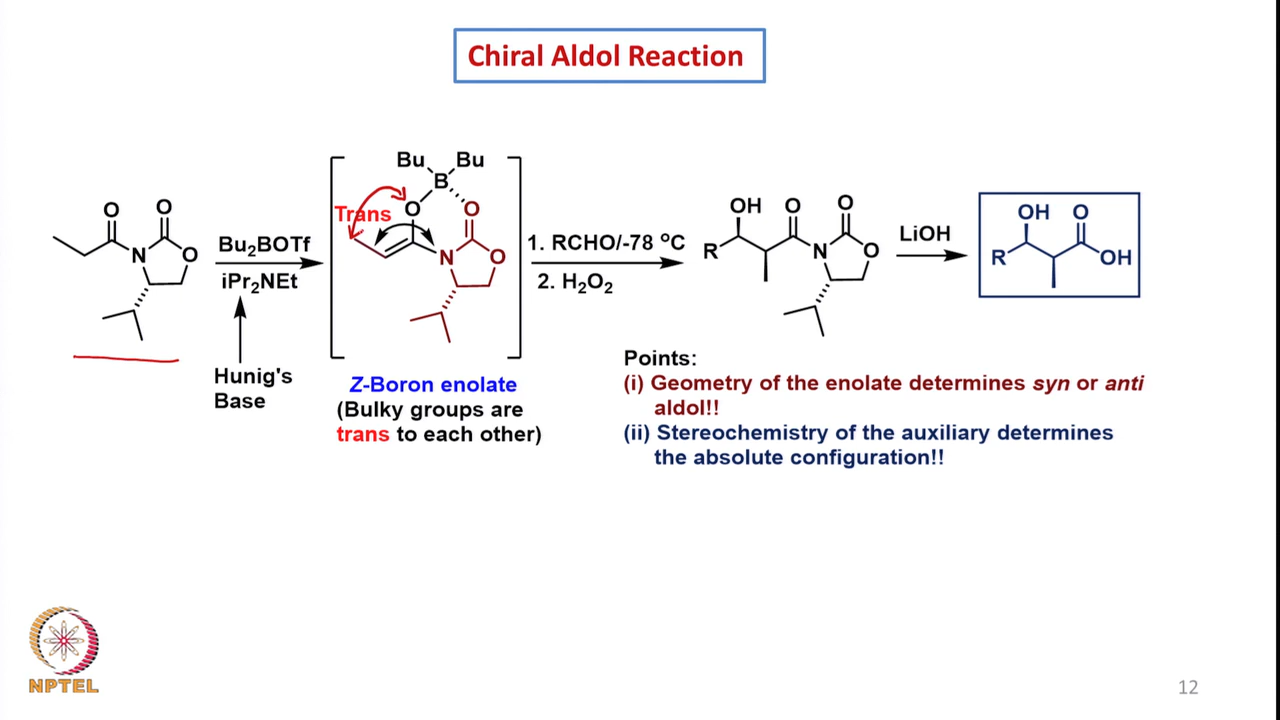 Chiral Aldol Reaction
Bu Bu
B
O O
Trans
O O
N O
Bu₂BOTf
iPr₂NEt
N O
1. RCHO/-78 ⁰C
2. H₂O₂
OH O O
R N O
LiOH
OH O
R OH
Hunig's
Base
Z-Boron enolate
(Bulky groups are
trans to each other)
Points:
(i) Geometry of the enolate determines syn or anti
aldol!!
(ii) Stereochemistry of the auxiliary determines
the absolute configuration!!
NPTEL
12